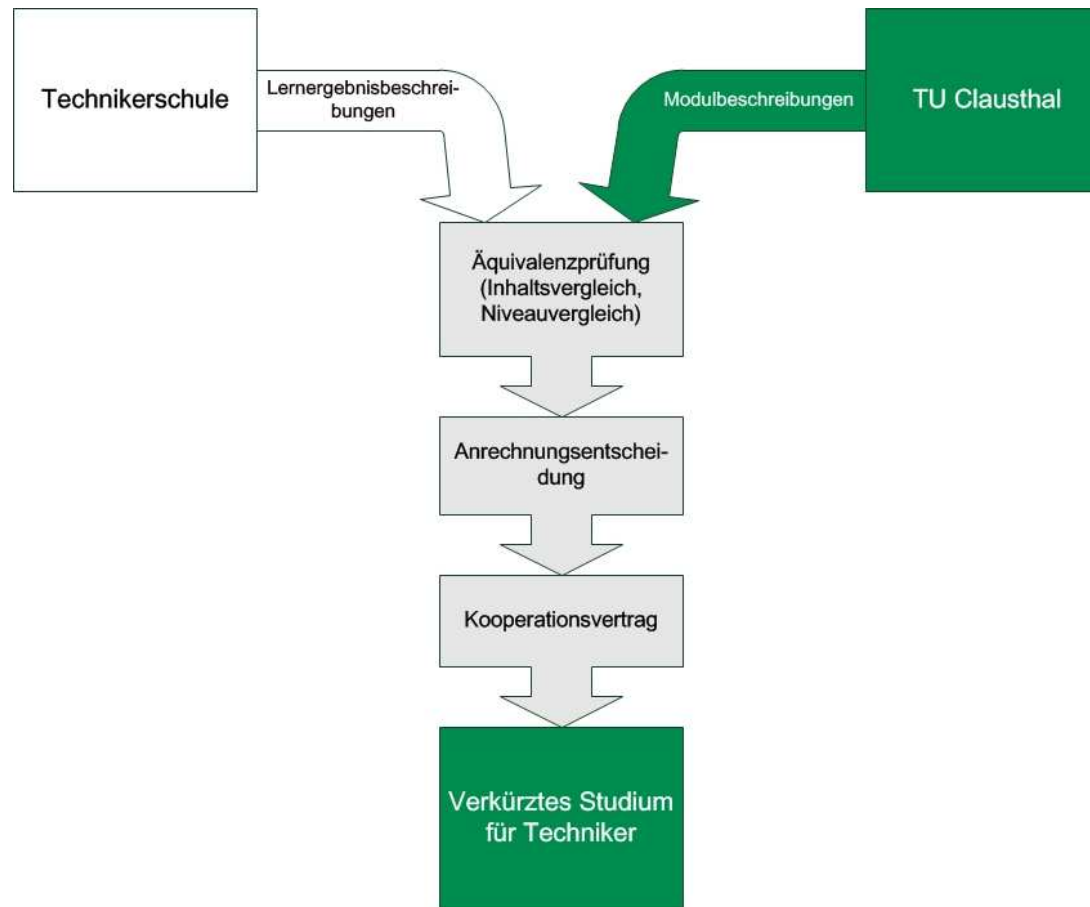 Technikerschule
Lernergebnisbeschrei-
bungen
Modulbeschreibungen
TU Clausthal
Äquivalenzprüfung
(Inhaltsvergleich,
Niveauvergleich)
Anrechnungsentschei-
dung
Kooperationsvertrag
Verkürztes Studium
für Techniker